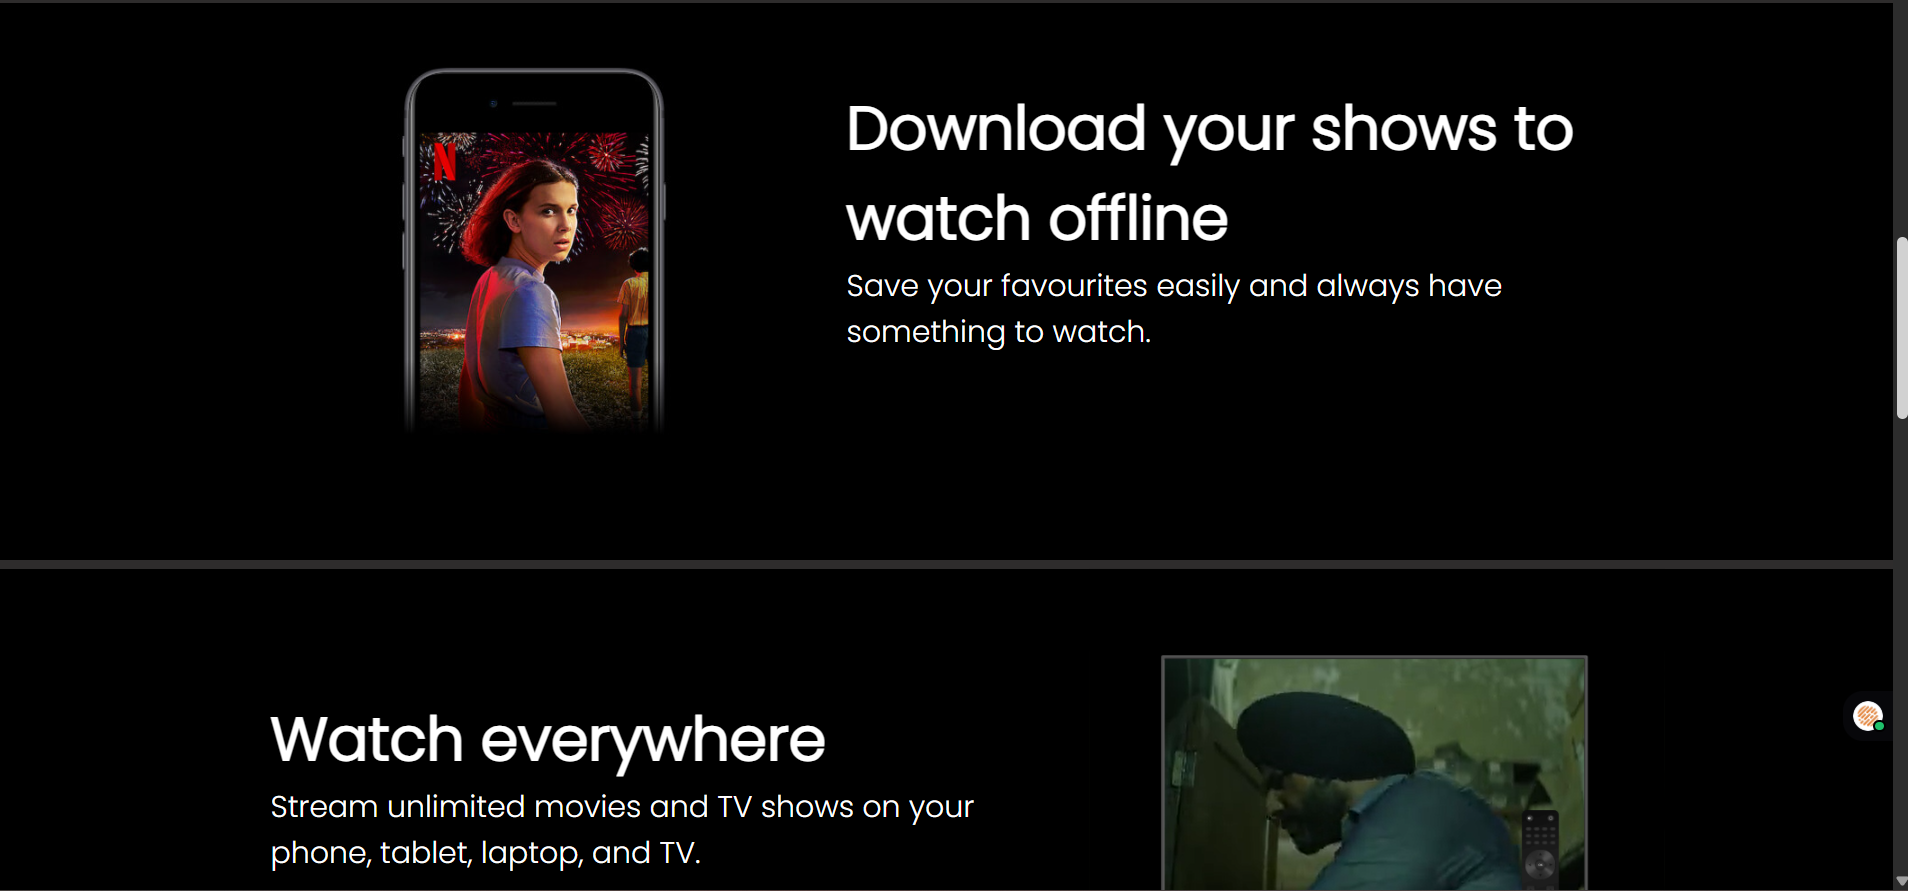 N
Download your shows to
watch offline
Save your favourites easily and always have
something to watch.
Watch everywhere
Stream unlimited movies and TV shows on your
phone, tablet, laptop, and TV.